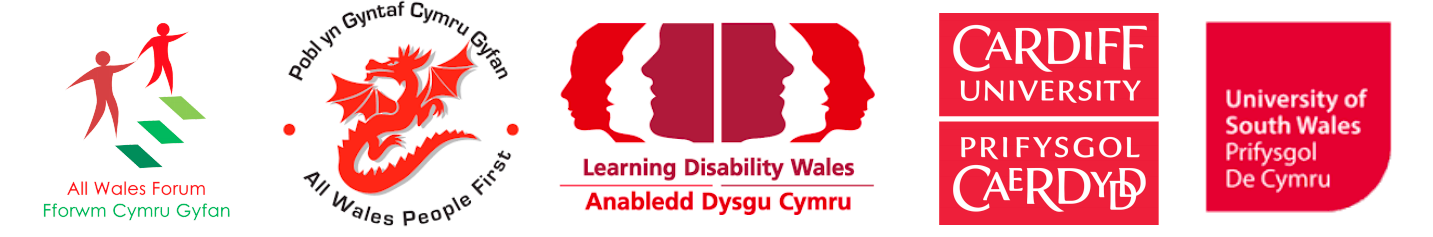 All Wales Forum
Fforwm Cymru Gyfan
Pobl yn Gyntaf Cymru Gyfan
All Wales People First
Learning Disability Wales
Anabledd Dysgu Cymru
CARDIFF
UNIVERSITY
PRIFYSGOL
CAERDYDD
University of
South Wales
Prifysgol
De Cymru